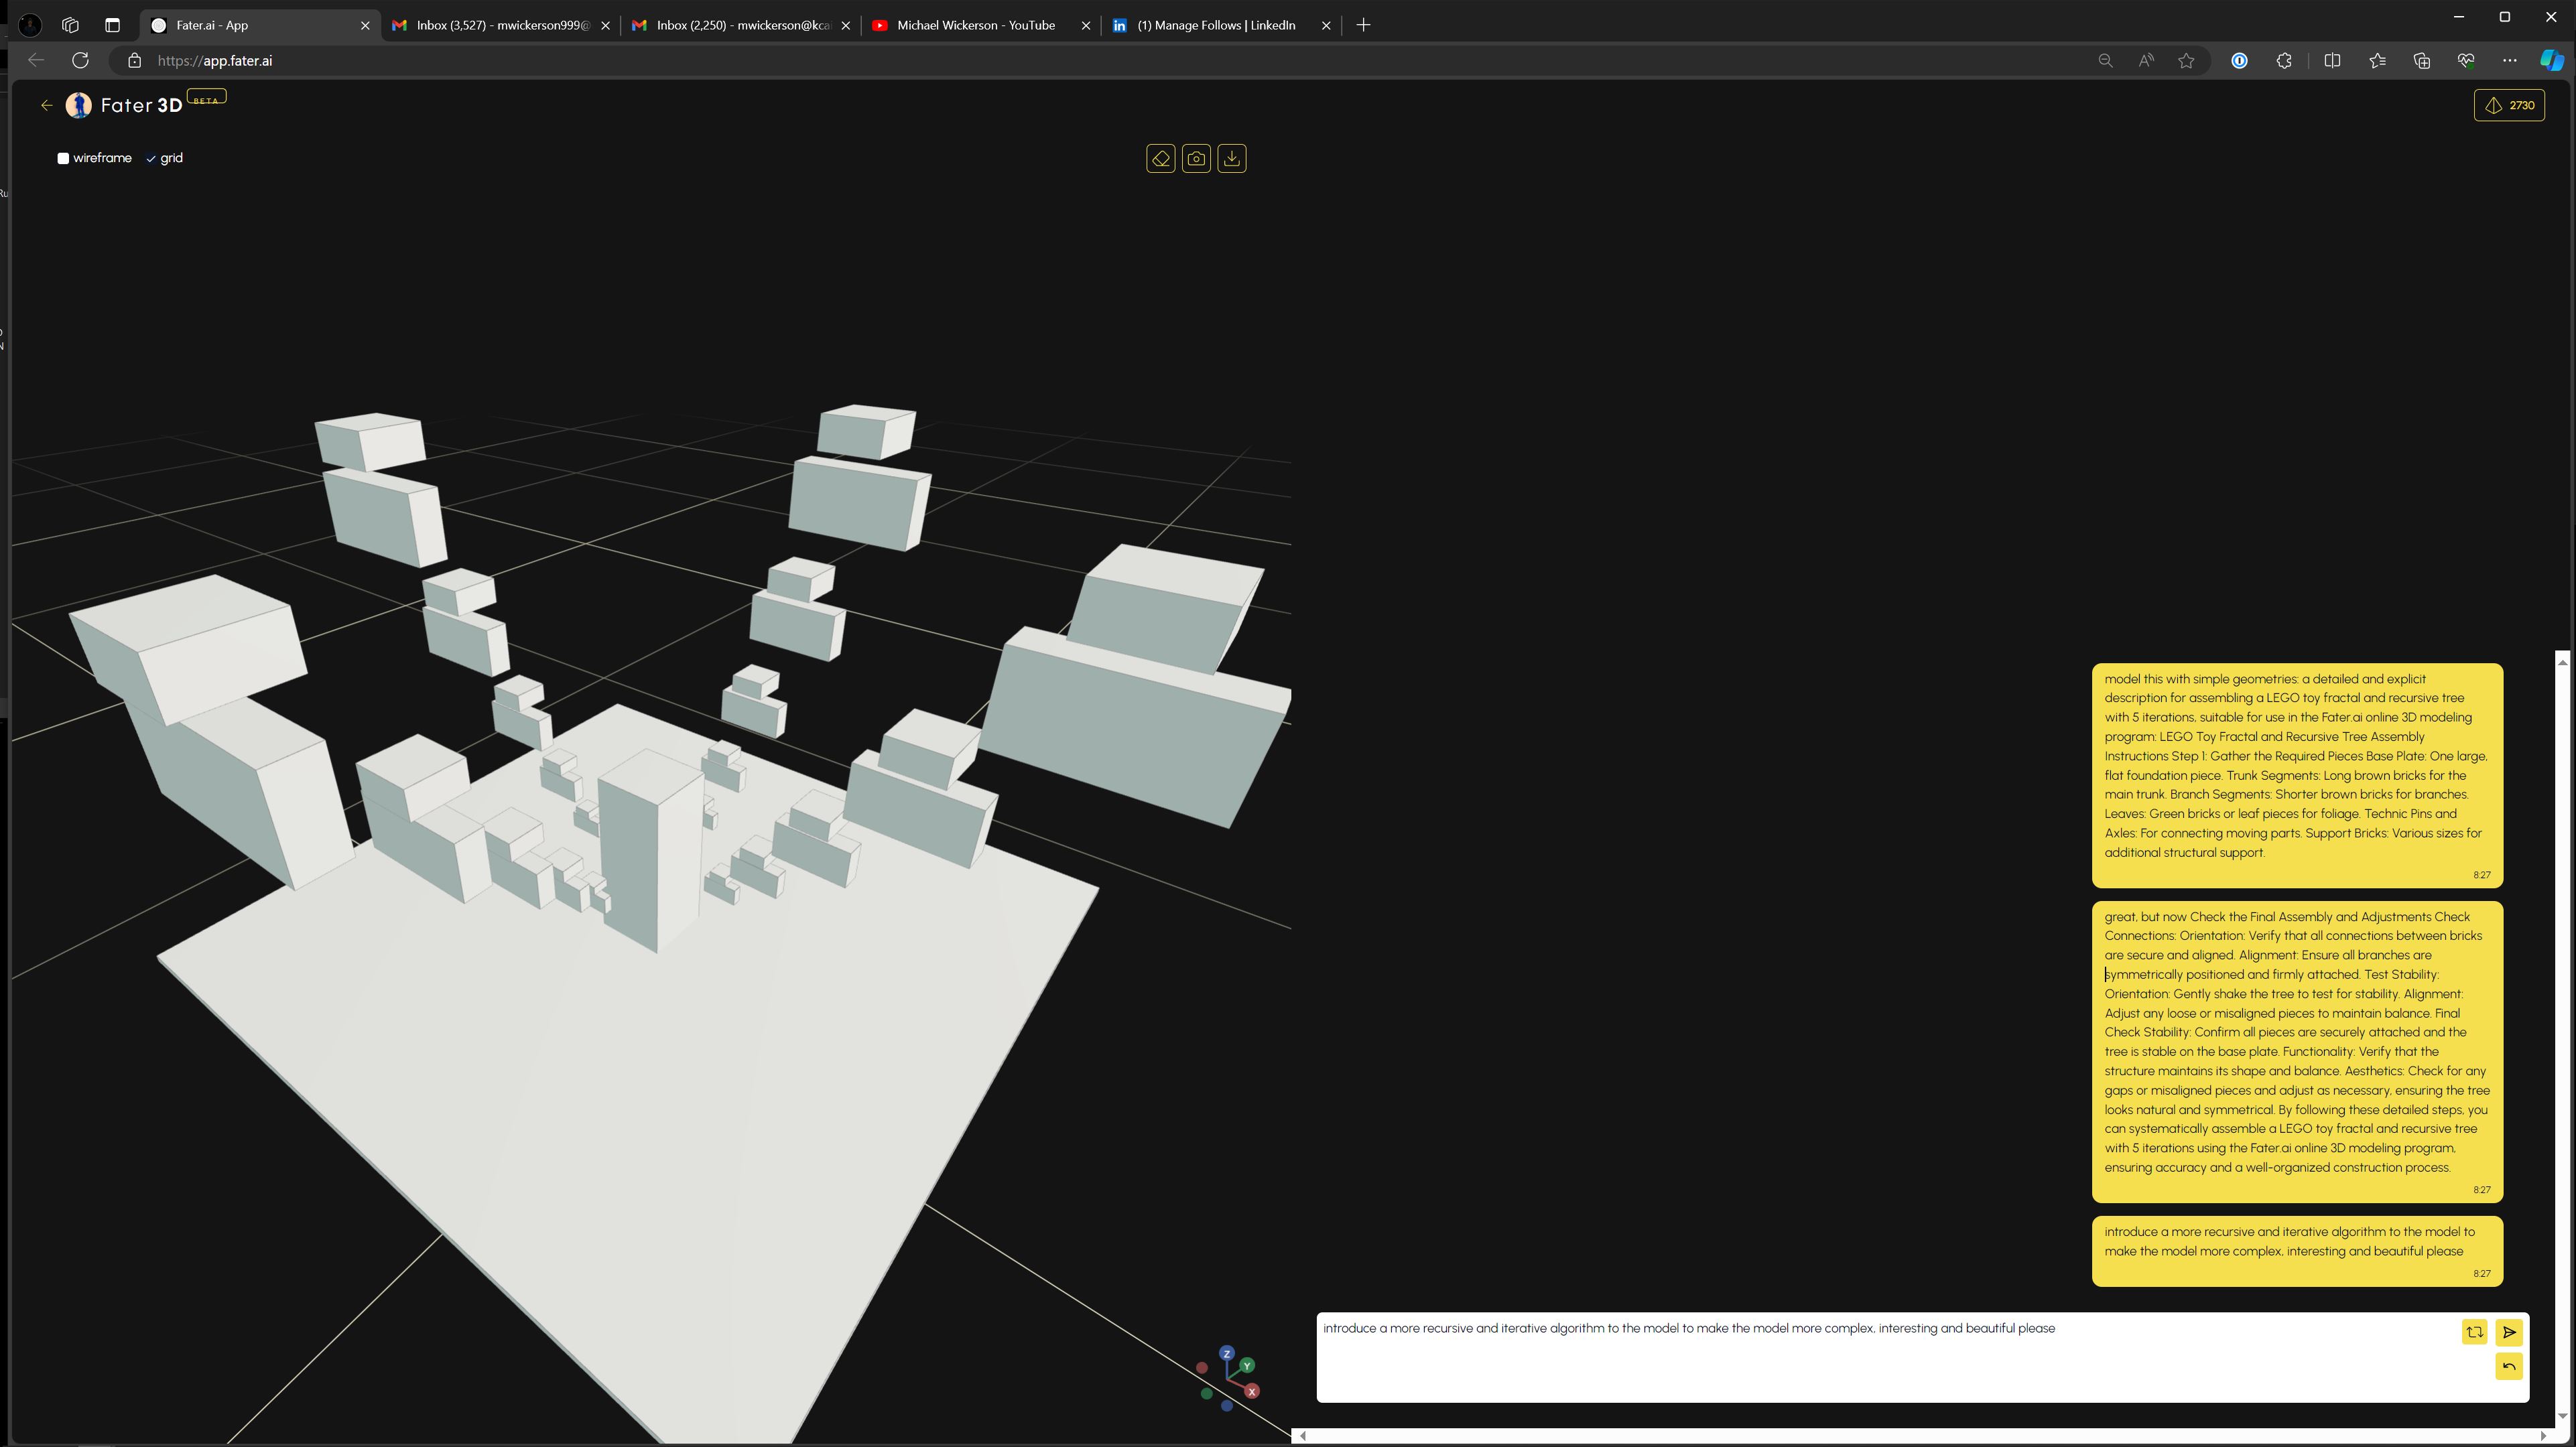 Fater.ai - App
Inbox (3,527) - mwickerson999@
Inbox (2,250) - mwickerson@kca
Michael Wickerson - YouTube
(1) Manage Follows | LinkedIn
https://app.fater.ai
Fater 3D BETA
2730
wireframe grid
model this with simple geometries: a detailed and explicit
description for assembling a LEGO toy fractal and recursive tree
with 5 iterations, suitable for use in the Fater.ai online 3D modeling
program: LEGO Toy Fractal and Recursive Tree Assembly
Instructions Step 1: Gather the Required Pieces Base Plate: One large,
flat foundation piece. Trunk Segments: Long brown bricks for the
main trunk. Branch Segments: Shorter brown bricks for branches.
Leaves: Green bricks or leaf pieces for foliage. Technic Pins and
Axles: For connecting moving parts. Support Bricks: Various sizes for
additional structural support.
8:27
great, but now Check the Final Assembly and Adjustments Check
Connections: Orientation: Verify that all connections between bricks
are secure and aligned. Alignment: Ensure all branches are
symmetrically positioned and firmly attached. Test Stability:
Orientation: Gently shake the tree to test for stability. Alignment:
Adjust any loose or misaligned pieces to maintain balance. Final
Check Stability: Confirm all pieces are securely attached and the
tree is stable on the base plate. Functionality: Verify that the
structure maintains its shape and balance. Aesthetics: Check for any
gaps or misaligned pieces and adjust as necessary, ensuring the tree
looks natural and symmetrical. By following these detailed steps, you
can systematically assemble a LEGO toy fractal and recursive tree
with 5 iterations using the Fater.ai online 3D modeling program,
ensuring accuracy and a well-organized construction process.
8:27
introduce a more recursive and iterative algorithm to the model to
make the model more complex, interesting and beautiful please
8:27
introduce a more recursive and iterative algorithm to the model to make the model more complex, interesting and beautiful please
Z
Y
X